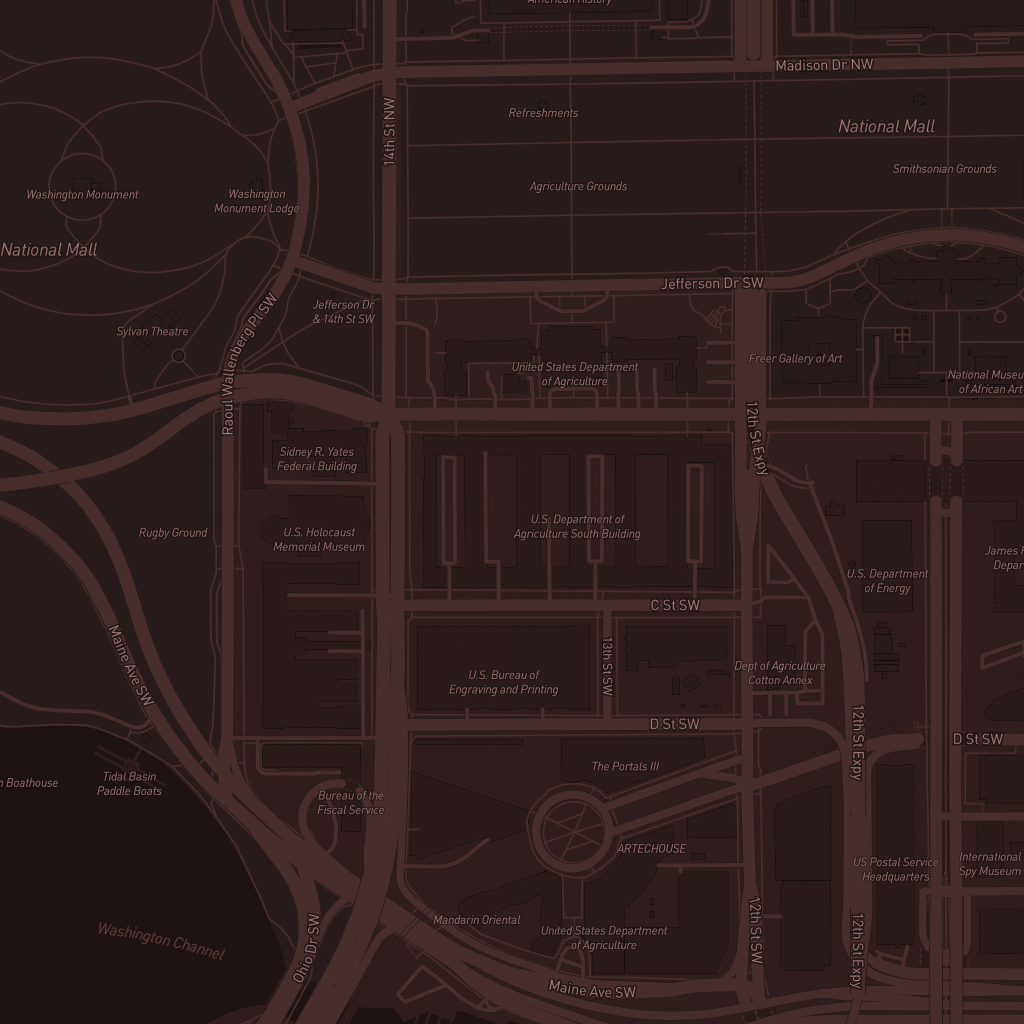 American History
Madison Dr NW
14th St NW
Refreshments
National Mall
Smithsonian Grounds
Agriculture Grounds
Washington Monument
Washington
Monument Lodge
National Mall
Jefferson Dr SW
Jefferson Dr
& 14th St SW
Sylvan Theatre
Raoul Wallenberg Pl SW
United States Department
of Agriculture
Freer Gallery of Art
National Museu
of African Art
12th St Expy
Sidney R. Yates
Federal Building
Rugby Ground
U.S. Holocaust
Memorial Museum
U.S. Department of
Agriculture South Building
U.S. Department
of Energy
James F
Depar
C St SW
13th St SW
Maine Ave SW
U.S. Bureau of
Engraving and Printing
Dept of Agriculture
Cotton Annex
D St SW
12th St Expy
D St SW
n Boathouse
Tidal Basin
Paddle Boats
The Portals III
Bureau of the
Fiscal Service
ARTECHOUSE
US Postal Service
Headquarters
International
Spy Museum
Washington Channel
Ohio Dr SW
Mandarin Oriental
United States Department
of Agriculture
12th St SW
12th St Expy
Maine Ave SW